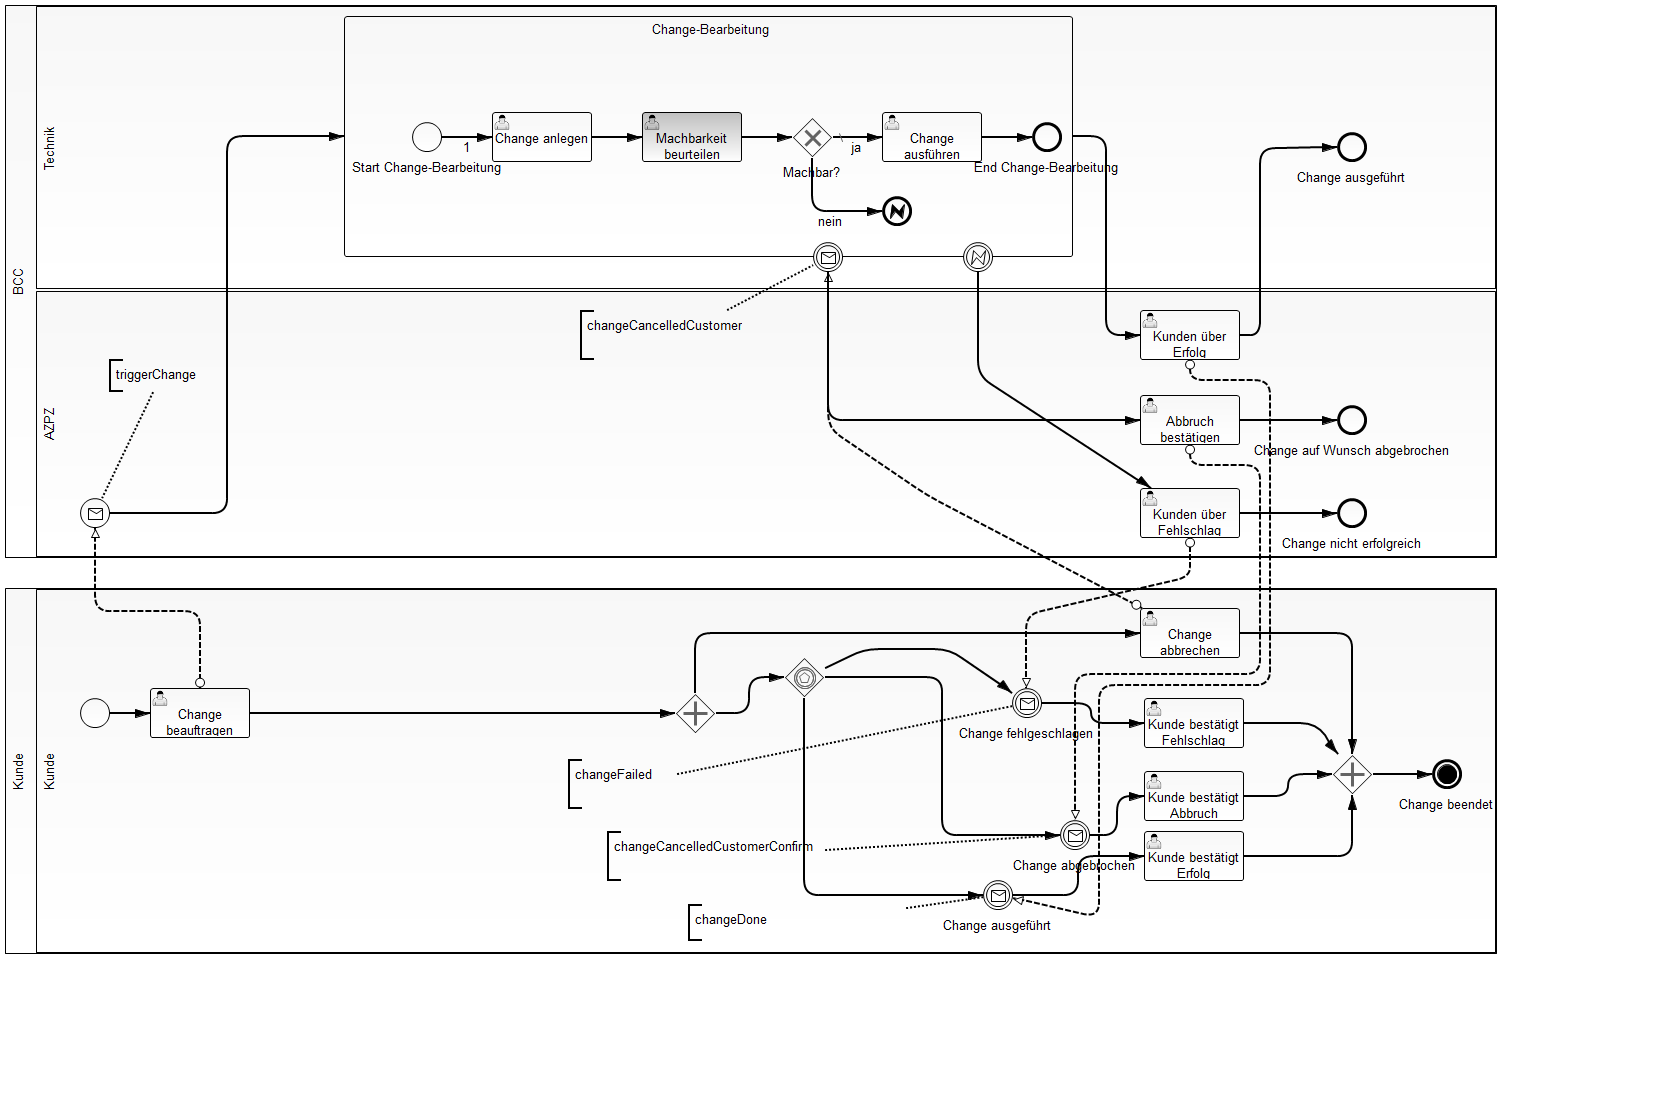 Change-Bearbeitung
BCC
Technik
Change anlegen
Machbarkeit
beurteilen
Change
ausführen
1
ja
Start Change-Bearbeitung
Machbar?
End Change-Bearbeitung
nein
Change ausgeführt
AZPZ
changeCancelledCustomer
triggerChange
Kunden über
Erfolg
Abbruch
bestätigen
Change auf Wunsch abgebrochen
Kunden über
Fehlschlag
Change nicht erfolgreich
Kunde
Kunde
Change
beauftragen
Change
abbrechen
Change fehlgeschlagen
Kunde bestätigt
Fehlschlag
changeFailed
Kunde bestätigt
Abbruch
Change beendet
changeCancelledCustomerConfirm
Change abgebrochen
Kunde bestätigt
Erfolg
changeDone
Change ausgeführt